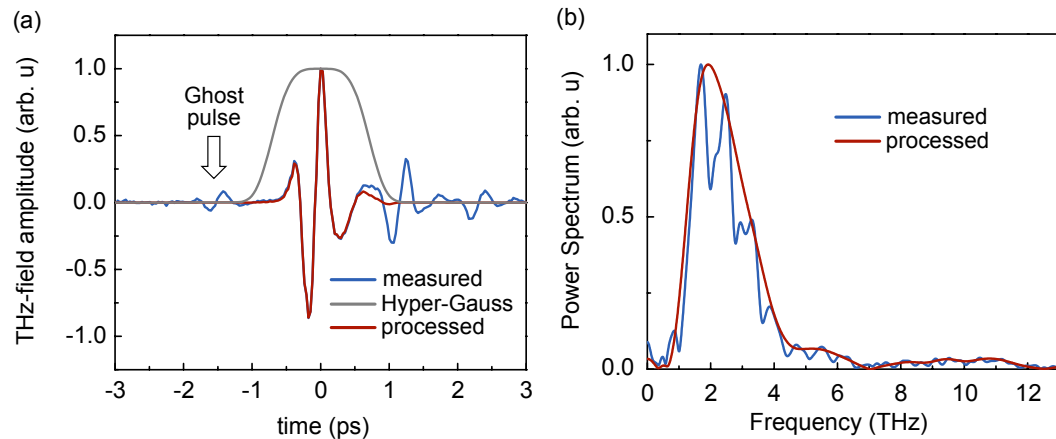 (a)
THz-field amplitude (arb. u)
1.0
0.5
0.0
-0.5
-1.0
Ghost
pulse
measured
Hyper-Gauss
processed
-3 -2 -1 0 1 2 3
time (ps)
(b)
Power Spectrum (arb. u)
1.0
0.5
0.0
measured
processed
0 2 4 6 8 10 12
Frequency (THz)